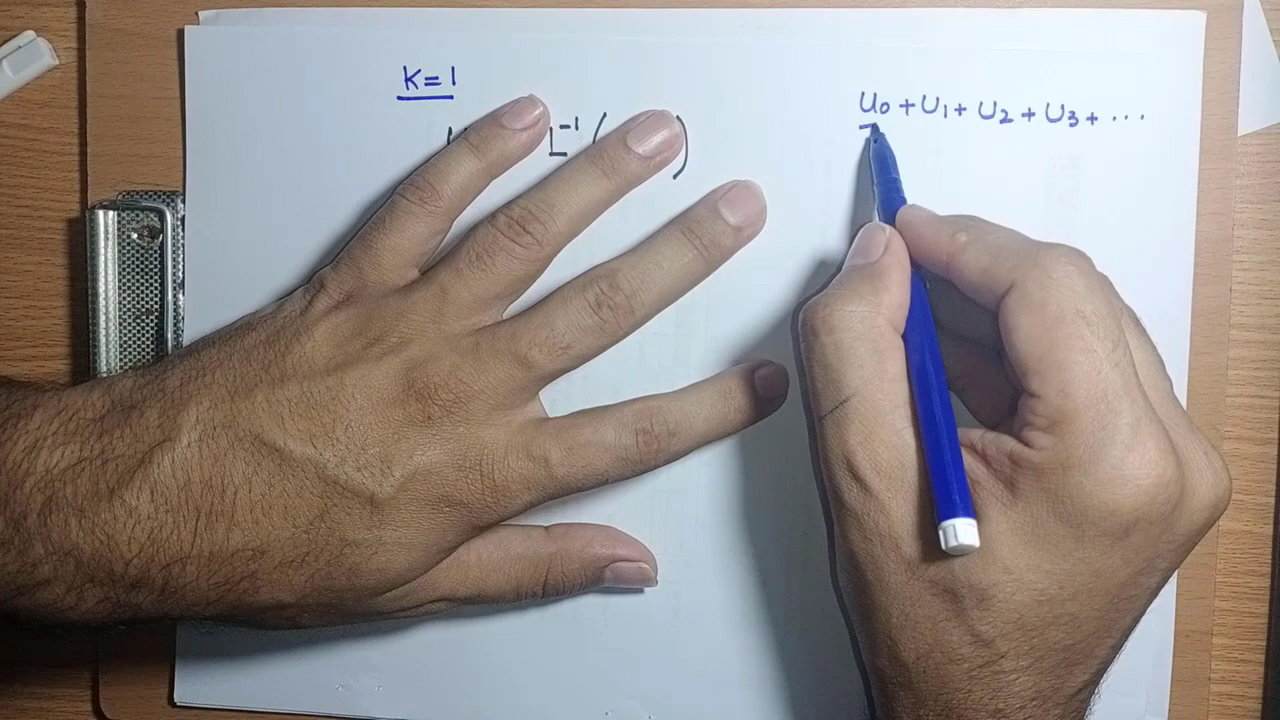 K=1
L⁻¹ ( )
U₀ + U₁ + U₂ + U₃ + ...